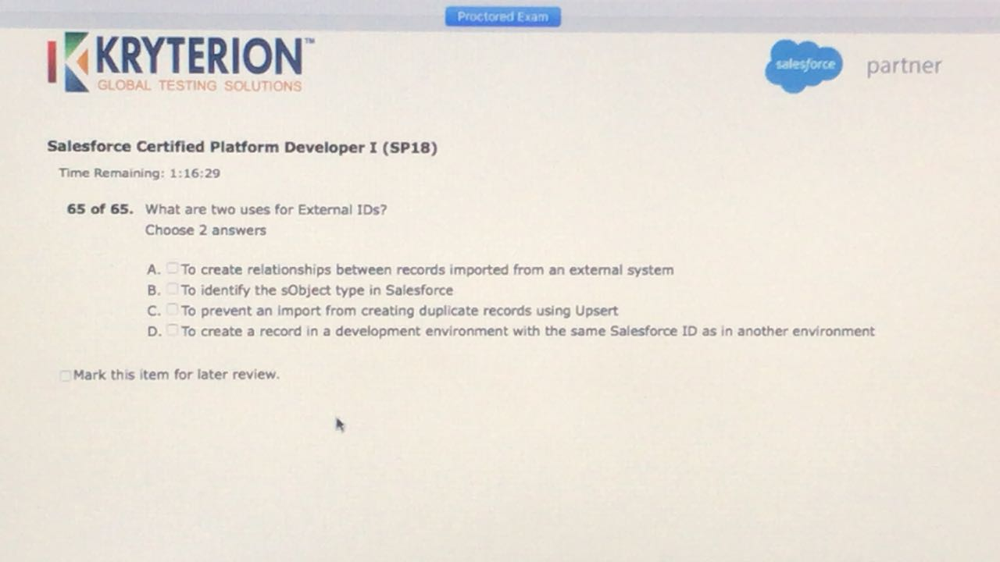 Proctored Exam
KRYTERION™
GLOBAL TESTING SOLUTIONS
salesforce partner
Salesforce Certified Platform Developer I (SP18)
Time Remaining: 1:16:29
65 of 65. What are two uses for External IDs?
Choose 2 answers
A. To create relationships between records imported from an external system
B. To identify the sObject type in Salesforce
C. To prevent an import from creating duplicate records using Upsert
D. To create a record in a development environment with the same Salesforce ID as in another environment
Mark this item for later review.